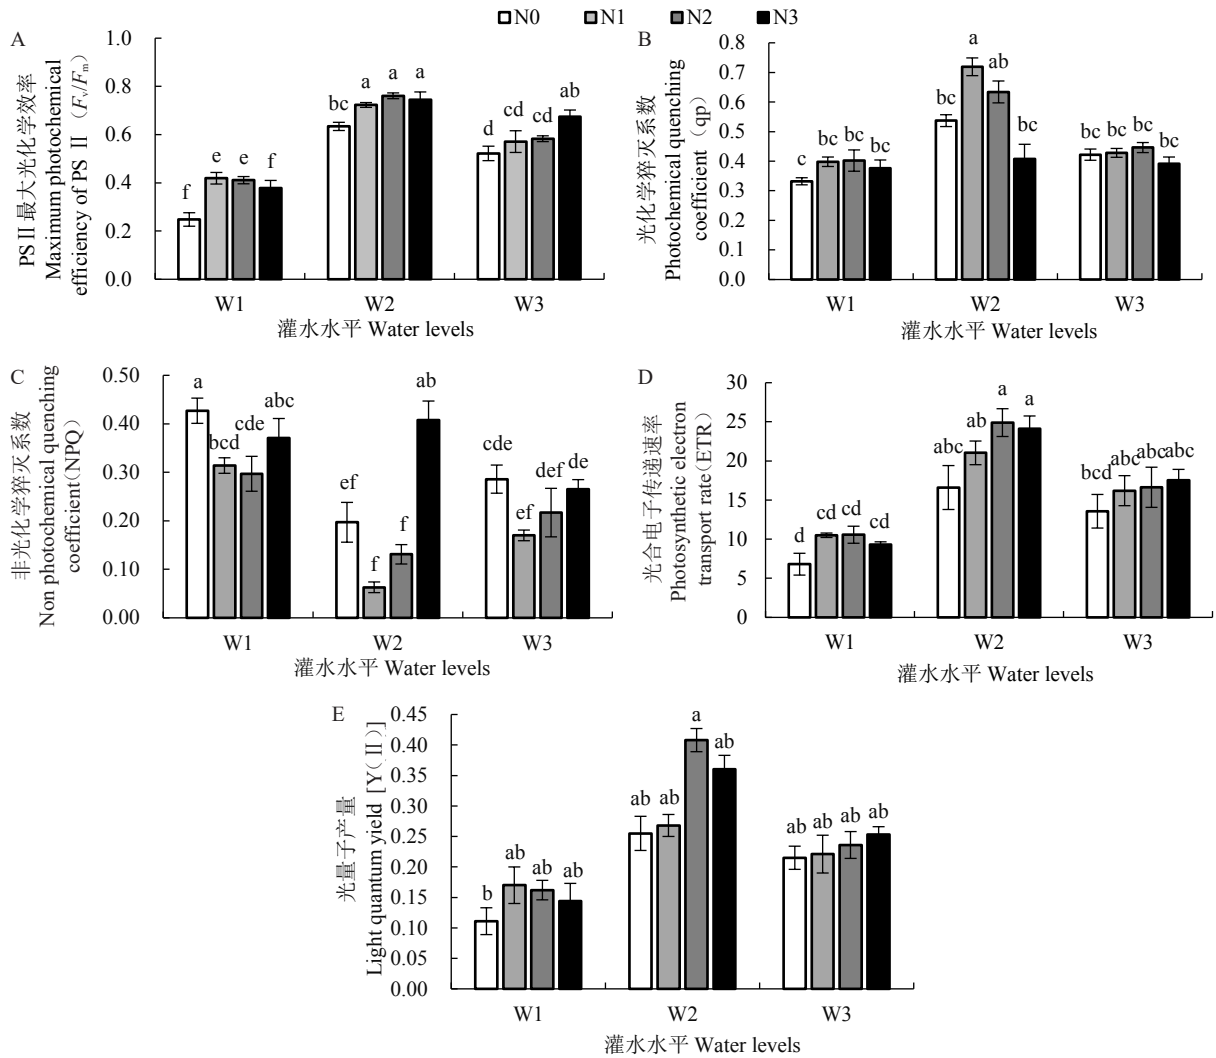 N0 N1 N2 N3
A
PSⅡ最大光化学效率
Maximum photochemical
efficiency of PS Ⅱ（Fv/Fm）
1.0
0.8
0.6
0.4
0.2
0.0
f e e f
bc a a a
d cd cd ab
W1 W2 W3
灌水水平 Water levels
B
光化学猝灭系数
Photochemical quenching
coefficient（qp）
0.8
0.7
0.6
0.5
0.4
0.3
0.2
0.1
0.0
c bc bc bc
bc a ab bc
bc bc bc bc
W1 W2 W3
灌水水平 Water levels
C
非光化学猝灭系数
Non photochemical quenching
coefficient(NPQ)
0.50
0.40
0.30
0.20
0.10
0.00
a bcd cde abc
ef f f ab
cde ef def de
W1 W2 W3
灌水水平 Water levels
D
光合电子传递速率
Photosynthetic electron
transport rate(ETR)
30
25
20
15
10
5
0
d cd cd cd
bc ab a a
bcd abc abc abc
W1 W2 W3
灌水水平 Water levels
E
光量子产量
Light quantum yield [Y(Ⅱ)]
0.45
0.40
0.35
0.30
0.25
0.20
0.15
0.10
0.05
0.00
b ab ab ab
ab ab a ab
ab ab ab ab
W1 W2 W3
灌水水平 Water levels